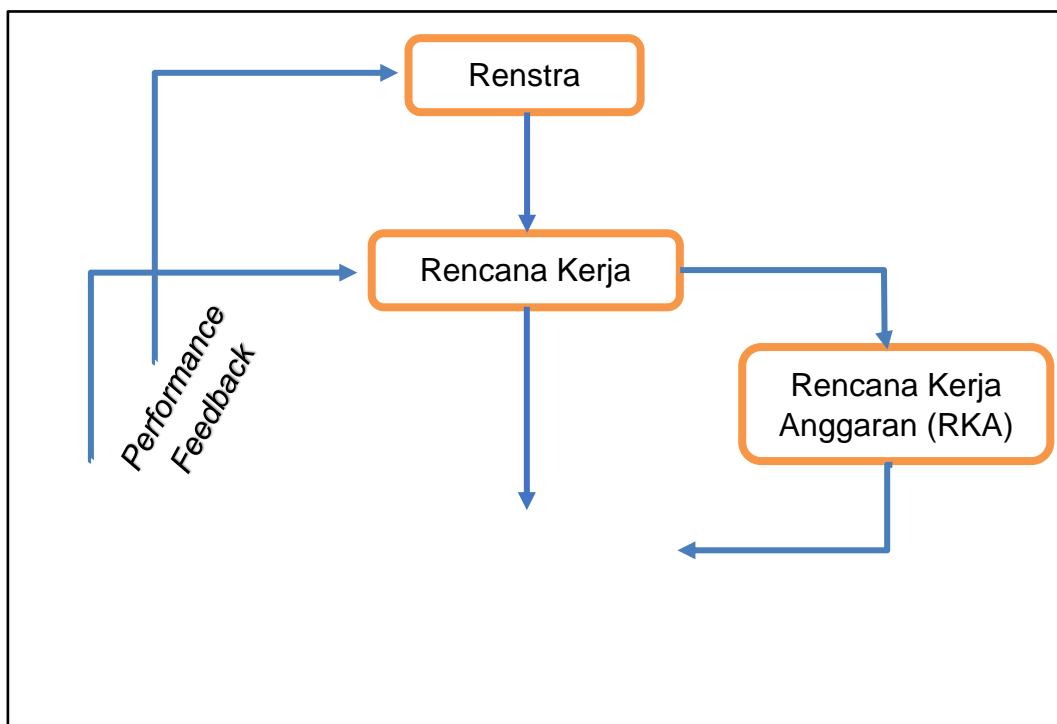 Renstra
Rencana Kerja
Performance
Feedback
Rencana Kerja
Anggaran (RKA)